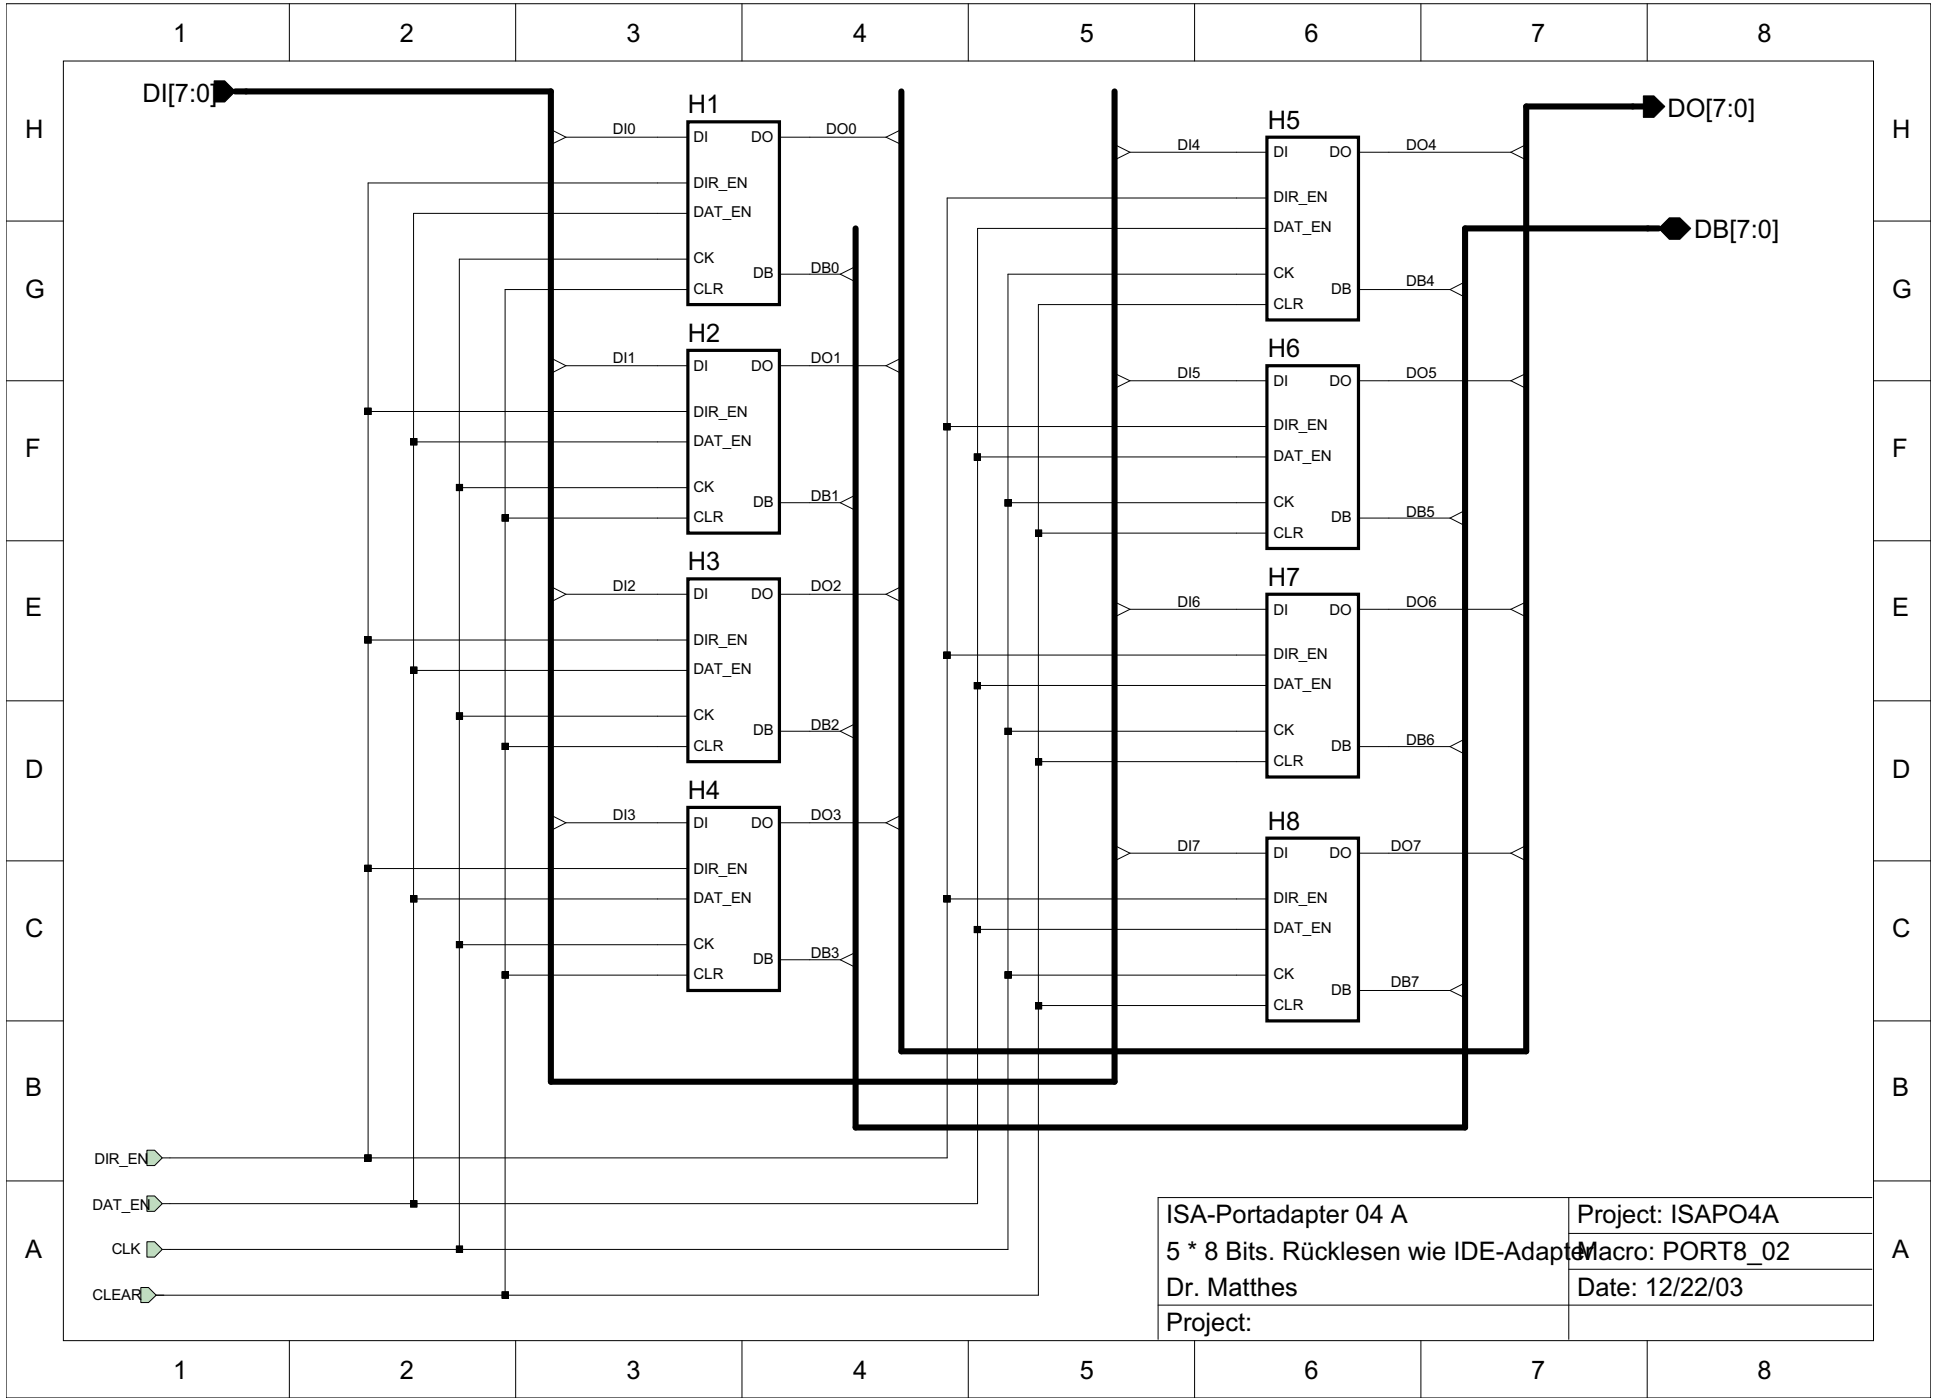 1 2 3 4 5 6 7 8
H
G
F
E
D
C
B
A
DI[7:0]
DIR_EN
DAT_EN
CLK
CLEAR
H1
DI0 DI DO DO0
DIR_EN
DAT_EN
CK
DB DB0
CLR
H2
DI1 DI DO DO1
DIR_EN
DAT_EN
CK
DB DB1
CLR
H3
DI2 DI DO DO2
DIR_EN
DAT_EN
CK
DB DB2
CLR
H4
DI3 DI DO DO3
DIR_EN
DAT_EN
CK
DB DB3
CLR
H5
DI4 DI DO DO4
DIR_EN
DAT_EN
CK
DB DB4
CLR
H6
DI5 DI DO DO5
DIR_EN
DAT_EN
CK
DB DB5
CLR
H7
DI6 DI DO DO6
DIR_EN
DAT_EN
CK
DB DB6
CLR
H8
DI7 DI DO DO7
DIR_EN
DAT_EN
CK
DB DB7
CLR
DO[7:0]
DB[7:0]
H
G
F
E
D
C
B
A
ISA-Portadapter 04 A
5 * 8 Bits. Rücklesen wie IDE-Adapter
Dr. Matthes
Project:
Project: ISAPO4A
Macro: PORT8_02
Date: 12/22/03
1 2 3 4 5 6 7 8